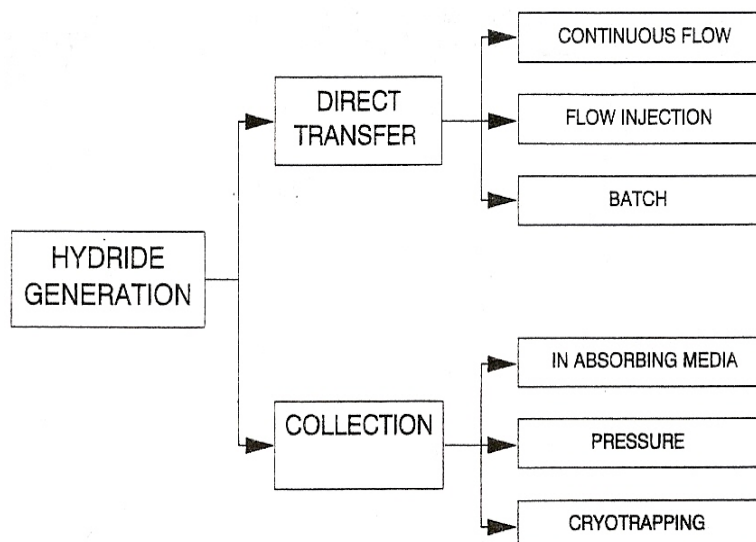 HYDRIDE
GENERATION
DIRECT
TRANSFER
CONTINUOUS FLOW
FLOW INJECTION
BATCH
COLLECTION
IN ABSORBING MEDIA
PRESSURE
CRYOTRAPPING